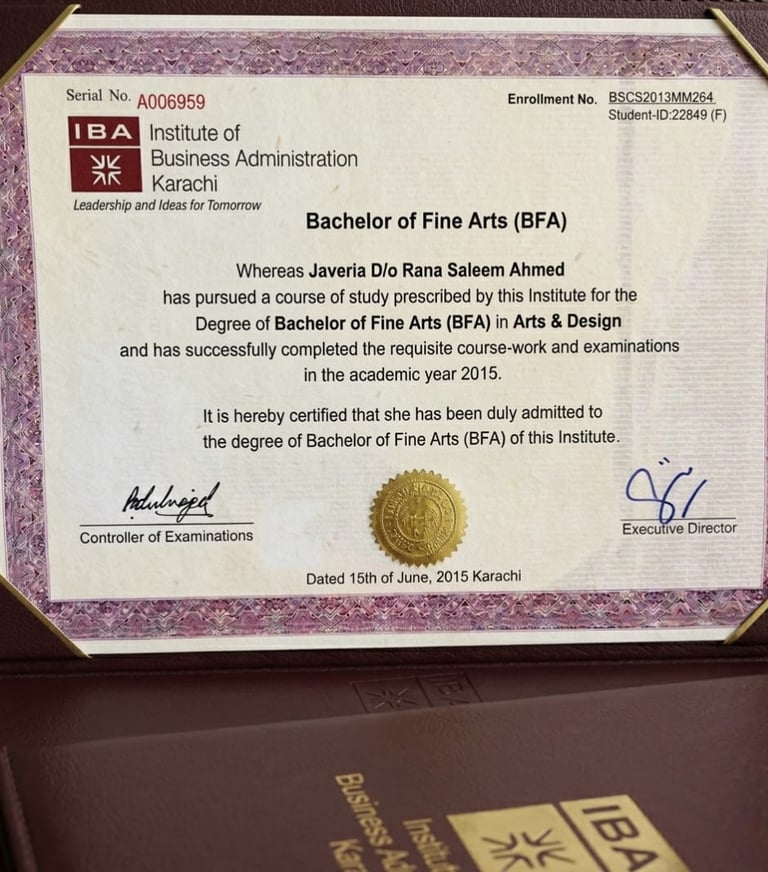 Serial No. A006959
Enrollment No. BSCS2013MM264
Student-ID:22849 (F)
IBA
Institute of
Business Administration
Karachi
Leadership and Ideas for Tomorrow
Bachelor of Fine Arts (BFA)
Whereas Javeria D/o Rana Saleem Ahmed
has pursued a course of study prescribed by this Institute for the
Degree of Bachelor of Fine Arts (BFA) in Arts & Design
and has successfully completed the requisite course-work and examinations
in the academic year 2015.
It is hereby certified that she has been duly admitted to
the degree of Bachelor of Fine Arts (BFA) of this Institute.
Controller of Examinations
Executive Director
Dated 15th of June, 2015 Karachi
IBA
IBA
Institu
Business Ad
Kar